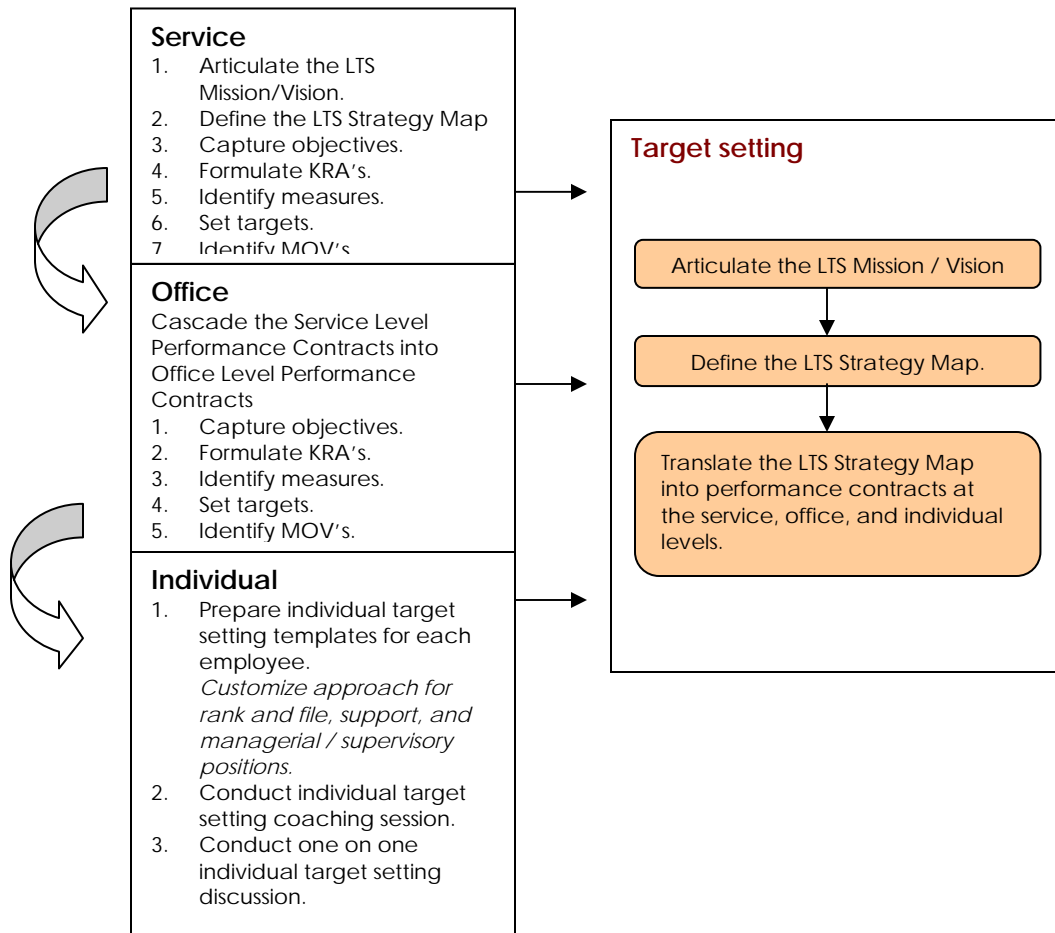 Service
1. Articulate the LTS
Mission/Vision.
2. Define the LTS Strategy Map
3. Capture objectives.
4. Formulate KRA's.
5. Identify measures.
6. Set targets.
7. Identify MOV's
Office
Cascade the Service Level
Performance Contracts into
Office Level Performance
Contracts
1. Capture objectives.
2. Formulate KRA's.
3. Identify measures.
4. Set targets.
5. Identify MOV's.
Individual
1. Prepare individual target
setting templates for each
employee.
Customize approach for
rank and file, support, and
managerial / supervisory
positions.
2. Conduct individual target
setting coaching session.
3. Conduct one on one
individual target setting
discussion.
Target setting
Articulate the LTS Mission / Vision
Define the LTS Strategy Map.
Translate the LTS Strategy Map
into performance contracts at
the service, office, and individual
levels.